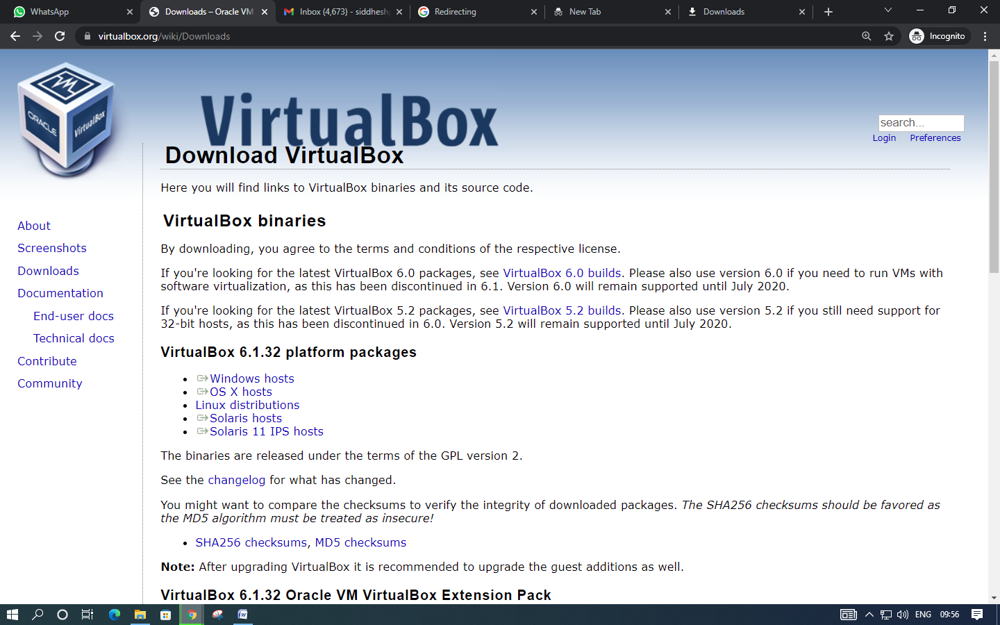 WhatsApp
Downloads – Oracle VM
Inbox (4,673) - siddhesh
Redirecting
New Tab
Downloads
virtualbox.org/wiki/Downloads
Incognito
ORACLE
VirtualBox
VirtualBox
search...
Login Preferences
Download VirtualBox
Here you will find links to VirtualBox binaries and its source code.
About
Screenshots
Downloads
Documentation
End-user docs
Technical docs
Contribute
Community
VirtualBox binaries
By downloading, you agree to the terms and conditions of the respective license.
If you're looking for the latest VirtualBox 6.0 packages, see VirtualBox 6.0 builds. Please also use version 6.0 if you need to run VMs with
software virtualization, as this has been discontinued in 6.1. Version 6.0 will remain supported until July 2020.
If you're looking for the latest VirtualBox 5.2 packages, see VirtualBox 5.2 builds. Please also use version 5.2 if you still need support for
32-bit hosts, as this has been discontinued in 6.0. Version 5.2 will remain supported until July 2020.
VirtualBox 6.1.32 platform packages
Windows hosts
OS X hosts
Linux distributions
Solaris hosts
Solaris 11 IPS hosts
The binaries are released under the terms of the GPL version 2.
See the changelog for what has changed.
You might want to compare the checksums to verify the integrity of downloaded packages. The SHA256 checksums should be favored as
the MD5 algorithm must be treated as insecure!
SHA256 checksums, MD5 checksums
Note: After upgrading VirtualBox it is recommended to upgrade the guest additions as well.
VirtualBox 6.1.32 Oracle VM VirtualBox Extension Pack
ENG 09:56